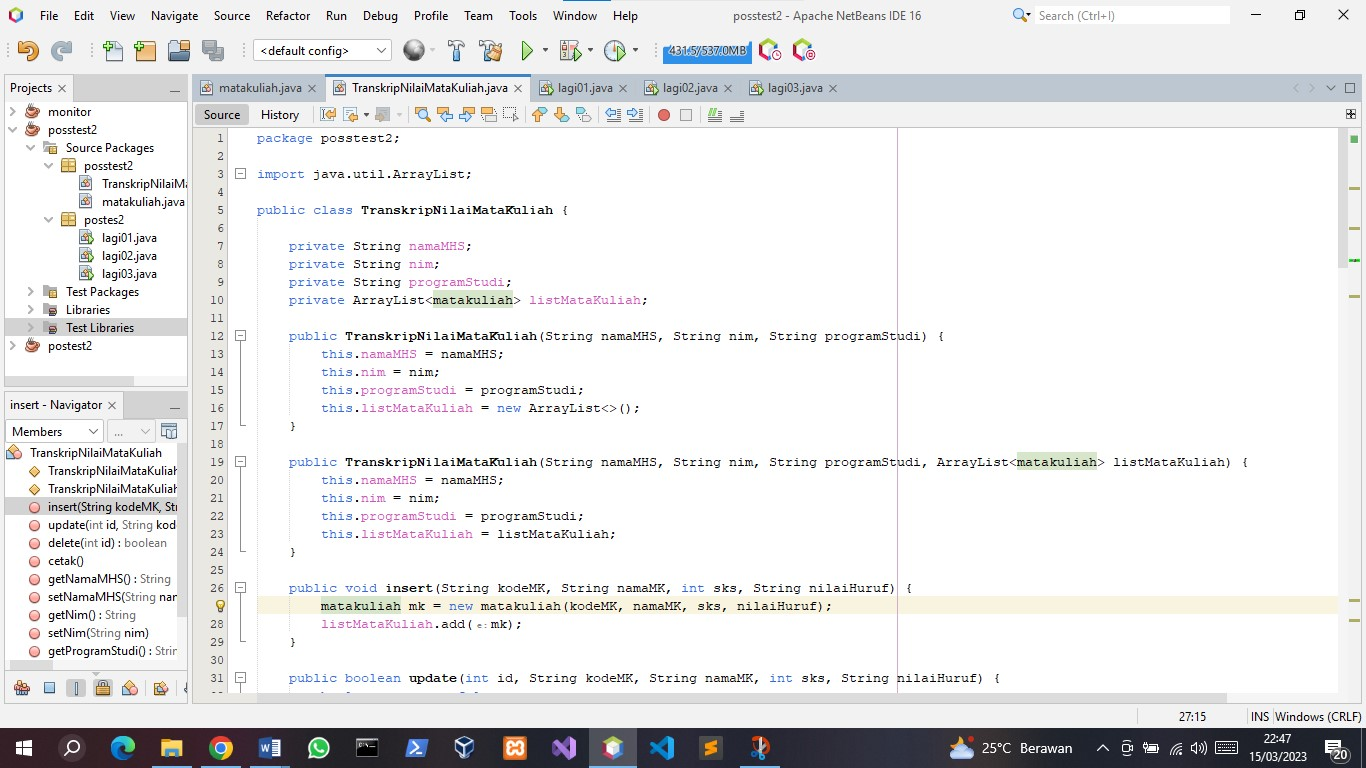 File Edit View Navigate Source Refactor Run Debug Profile Team Tools Window Help
posstest2 - Apache NetBeans IDE 16
Search (Ctrl+I)
<default config>
431.5/537.0MB
Projects
monitor
posstest2
Source Packages
posstest2
TranskripNilaiMa
matakuliah.java
postes2
lagi01.java
lagi02.java
lagi03.java
Test Packages
Libraries
Test Libraries
postest2
insert - Navigator
Members
...
TranskripNilaiMataKuliah
TranskripNilaiMataKuliah
TranskripNilaiMataKuliah
insert(String kodeMK, Str
update(int id, String kod
delete(int id) : boolean
cetak()
getNamaMHS() : String
setNamaMHS(String nam
getNim() : String
setNim(String nim)
getProgramStudi() : Strin
matakuliah.java TranskripNilaiMataKuliah.java lagi01.java lagi02.java lagi03.java
Source History
1 package posstest2;
2
3 import java.util.ArrayList;
4
5 public class TranskripNilaiMataKuliah {
6
7 private String namaMHS;
8 private String nim;
9 private String programStudi;
10 private ArrayList<matakuliah> listMataKuliah;
11
12 public TranskripNilaiMataKuliah(String namaMHS, String nim, String programStudi) {
13 this.namaMHS = namaMHS;
14 this.nim = nim;
15 this.programStudi = programStudi;
16 this.listMataKuliah = new ArrayList<>();
17 }
18
19 public TranskripNilaiMataKuliah(String namaMHS, String nim, String programStudi, ArrayList<matakuliah> listMataKuliah) {
20 this.namaMHS = namaMHS;
21 this.nim = nim;
22 this.programStudi = programStudi;
23 this.listMataKuliah = listMataKuliah;
24 }
25
26 public void insert(String kodeMK, String namaMK, int sks, String nilaiHuruf) {
matakuliah mk = new matakuliah(kodeMK, namaMK, sks, nilaiHuruf);
28 listMataKuliah.add( e: mk);
29 }
30
31 public boolean update(int id, String kodeMK, String namaMK, int sks, String nilaiHuruf) {
27:15 INS Windows (CRLF)
25°C Berawan
22:47
15/03/2023
20